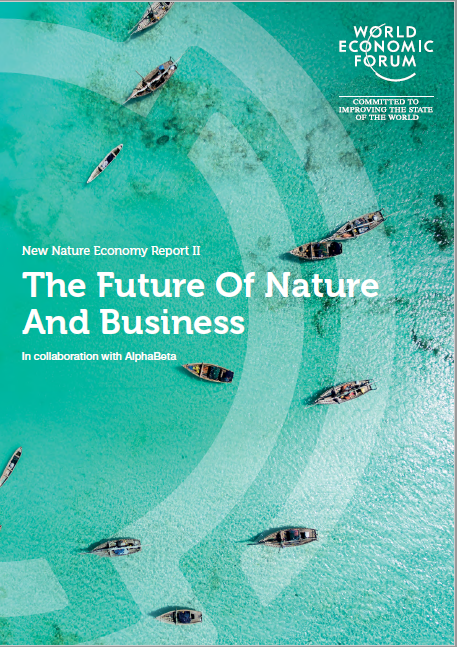 WORLD
ECONOMIC
FORUM
COMMITTED TO
IMPROVING THE STATE
OF THE WORLD
New Nature Economy Report II
The Future Of Nature
And Business
In collaboration with AlphaBeta